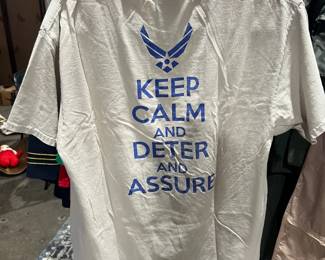 KEEP
CALM
AND
DETER
AND
ASSURE